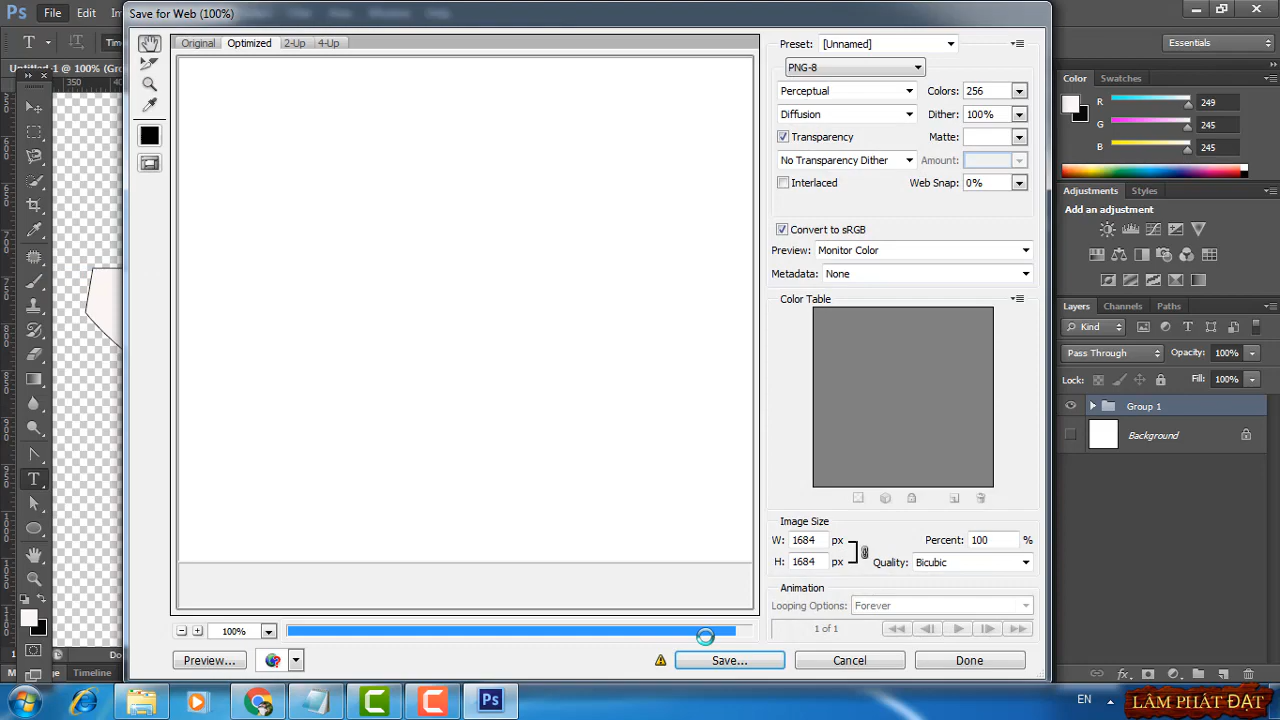 Ps File Edit
Save for Web (100%)
Essentials
Original Optimized 2-Up 4-Up
Preset: [Unnamed]
PNG-8
Perceptual Colors: 256
Diffusion Dither: 100%
Transparency Matte:
No Transparency Dither Amount:
Interlaced Web Snap: 0%
Convert to sRGB
Preview: Monitor Color
Metadata: None
Color Table
Image Size
W: 1684 px Percent: 100 %
H: 1684 px Quality: Bicubic
Animation
Looping Options: Forever
1 of 1
100%
Preview... Save... Cancel Done
Color Swatches
R 249
G 245
B 245
Adjustments Styles
Add an adjustment
Layers Channels Paths
Kind
Pass Through Opacity: 100%
Lock: Fill: 100%
Group 1
Background
Timeline
EN
LÂM PHÁT ĐẠT